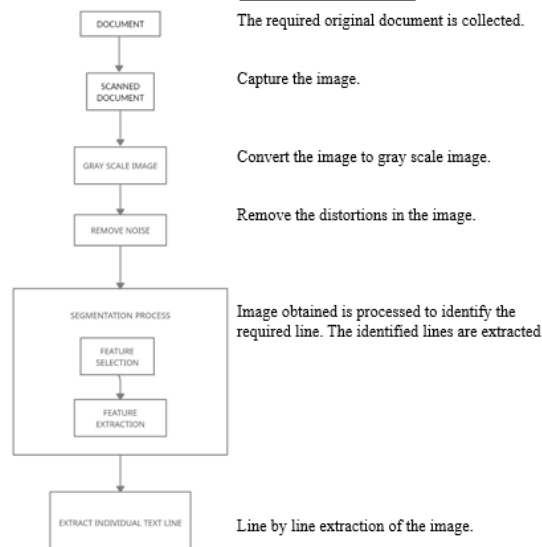 DOCUMENT
The required original document is collected.
SCANNED
DOCUMENT
Capture the image.
GRAY SCALE IMAGE
Convert the image to gray scale image.
REMOVE NOISE
Remove the distortions in the image.
SEGMENTATION PROCESS
Image obtained is processed to identify the
required line. The identified lines are extracted
FEATURE
SELECTION
FEATURE
EXTRACTION
EXTRACT INDIVIDUAL TEXT LINE
Line by line extraction of the image.